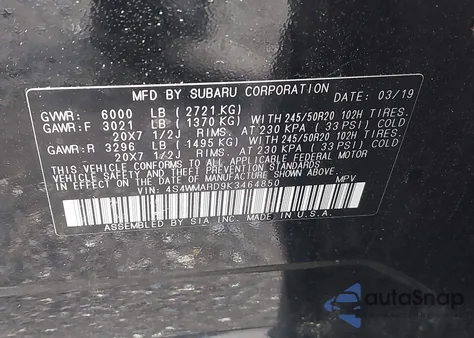 MFD BY SUBARU CORPORATION DATE: 03/19
GVWR: 6000 LB (2721 KG)
GAWR:F 3021 LB (1370 KG) WITH 245/50R20 102H TIRES.
20X7 1/2J RIMS. AT 230 KPA (33 PSI) COLD
GAWR:R 3296 LB (1495 KG) WITH 245/50R20 102H TIRES.
20X7 1/2J RIMS. AT 230 KPA (33 PSI) COLD
THIS VEHICLE CONFORMS TO ALL APPLICABLE FEDERAL MOTOR
VEHICLE SAFETY, BUMPER, AND THEFT PREVENTION STANDARDS
IN EFFECT ON THE DATE OF MANUFACTURE SHOWN ABOVE.
VIN: 4S4WMARD9K3464850 MPV
ASSEMBLED BY SIA INC. MADE IN U.S.A.
AutoSnap